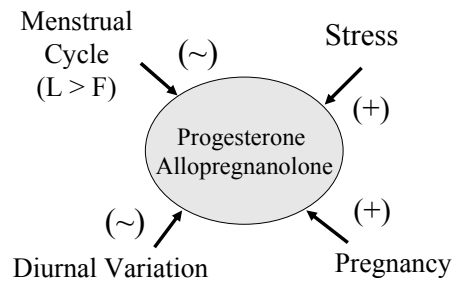 Menstrual
Cycle
(L > F)
(~)
Stress
(+)
Progesterone
Allopregnanolone
(~)
(+)
Diurnal Variation
Pregnancy